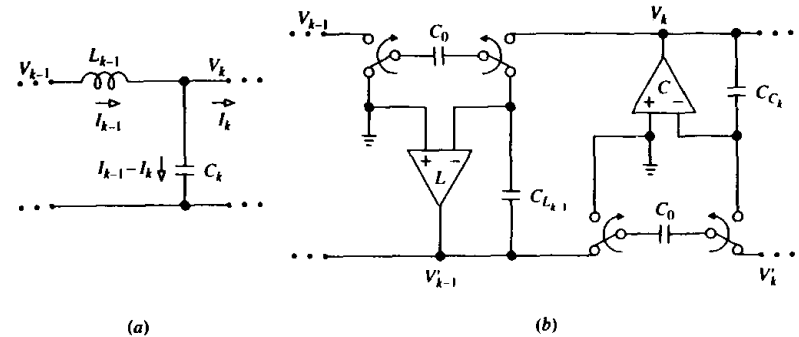 L_{k-1}
V_{k-1}
V_k
I_{k-1}
I_k
I_{k-1} – I_k
C_k
(a)
V_{k-1}
C_0
V_k
+ −
L
C_{L_{k-1}}
+ −
C
C_{C_k}
C_0
V'_{k-1}
V'_k
(b)